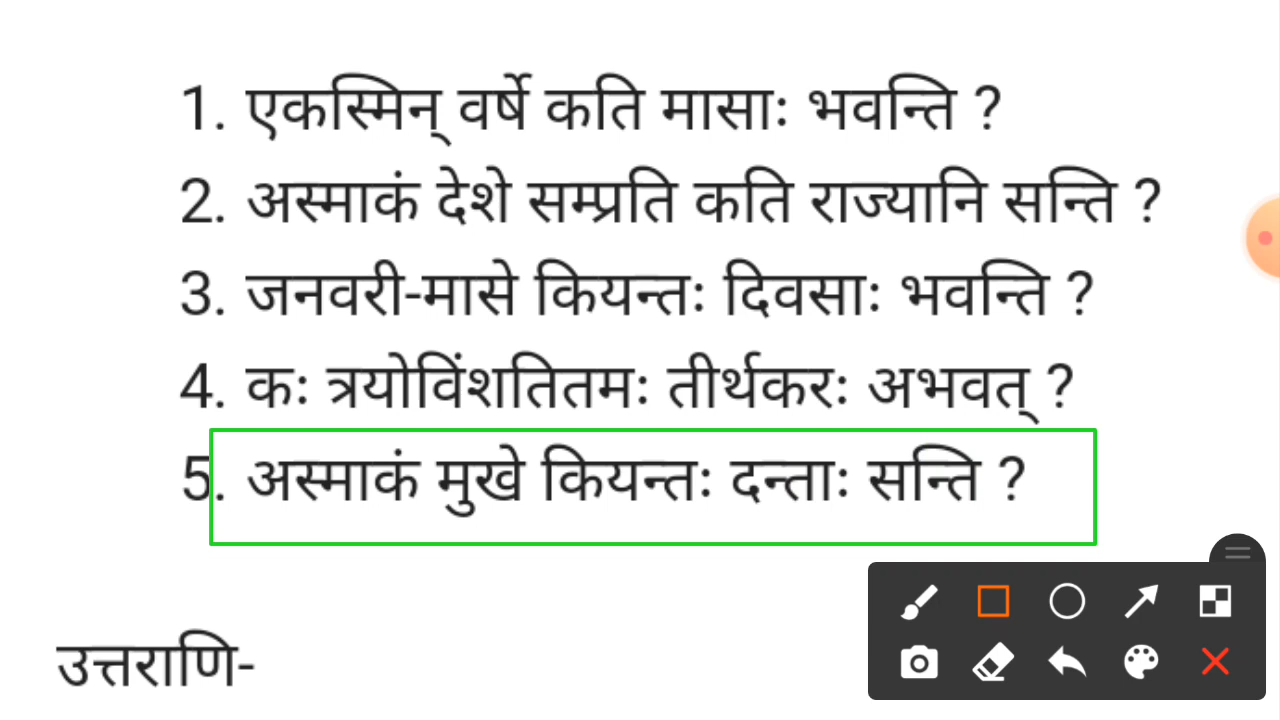 1. एकस्मिन् वर्षे कति मासाः भवन्ति ?
2. अस्माकं देशे सम्प्रति कति राज्यानि सन्ति ?
3. जनवरी-मासे कियन्तः दिवसाः भवन्ति ?
4. कः त्रयोविंशतितमः तीर्थकरः अभवत् ?
5. अस्माकं मुखे कियन्तः दन्ताः सन्ति ?
उत्तराणि-